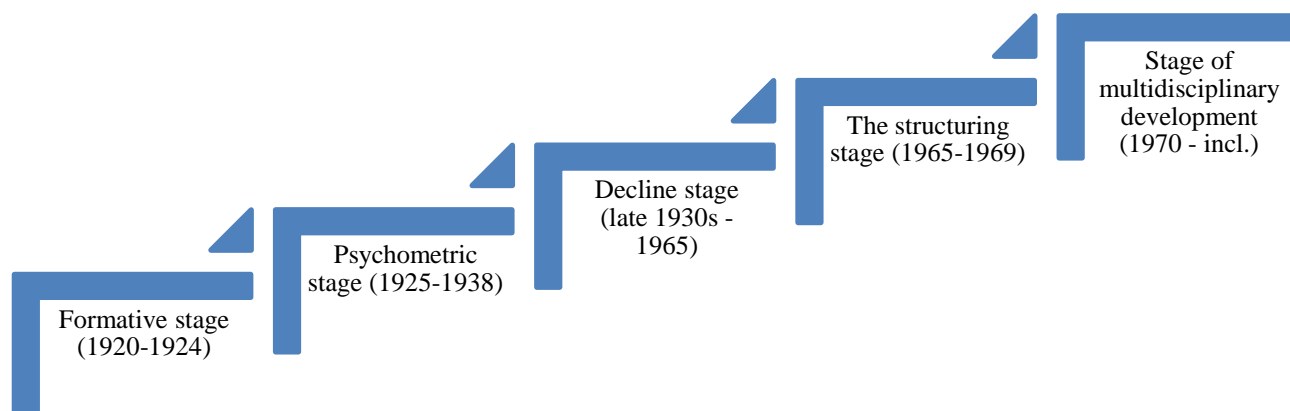 Formative stage
(1920-1924)
Psychometric
stage (1925-1938)
Decline stage
(late 1930s -
1965)
The structuring
stage (1965-1969)
Stage of
multidisciplinary
development
(1970 - incl.)